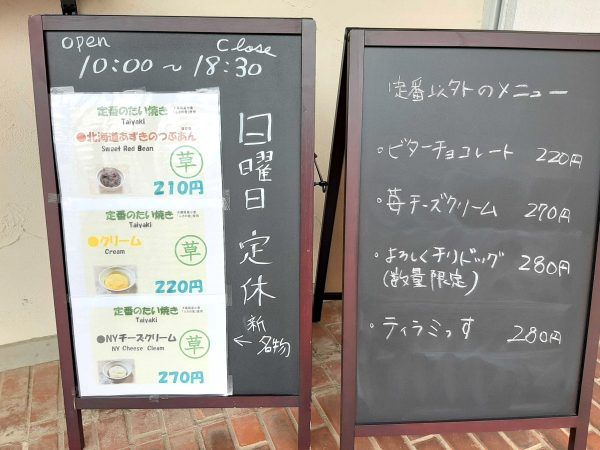 open
Close
10:00～18:30
定番のたい焼き
Taiyaki
●北海道あずきのつぶあん
Sweet Red Bean
草
210円
定番のたい焼き
Taiyaki
●クリーム
Cream
草
220円
定番のたい焼き
Taiyaki
●NYチーズクリーム
NY Cheese Cleam
草
270円
日曜日定休
←新名物
定番以外のメニュー
・ビターチョコレート 220円
・苺チーズクリーム 270円
・よろしくチリドッグ 280円
(数量限定)
・ティラミっす 280円